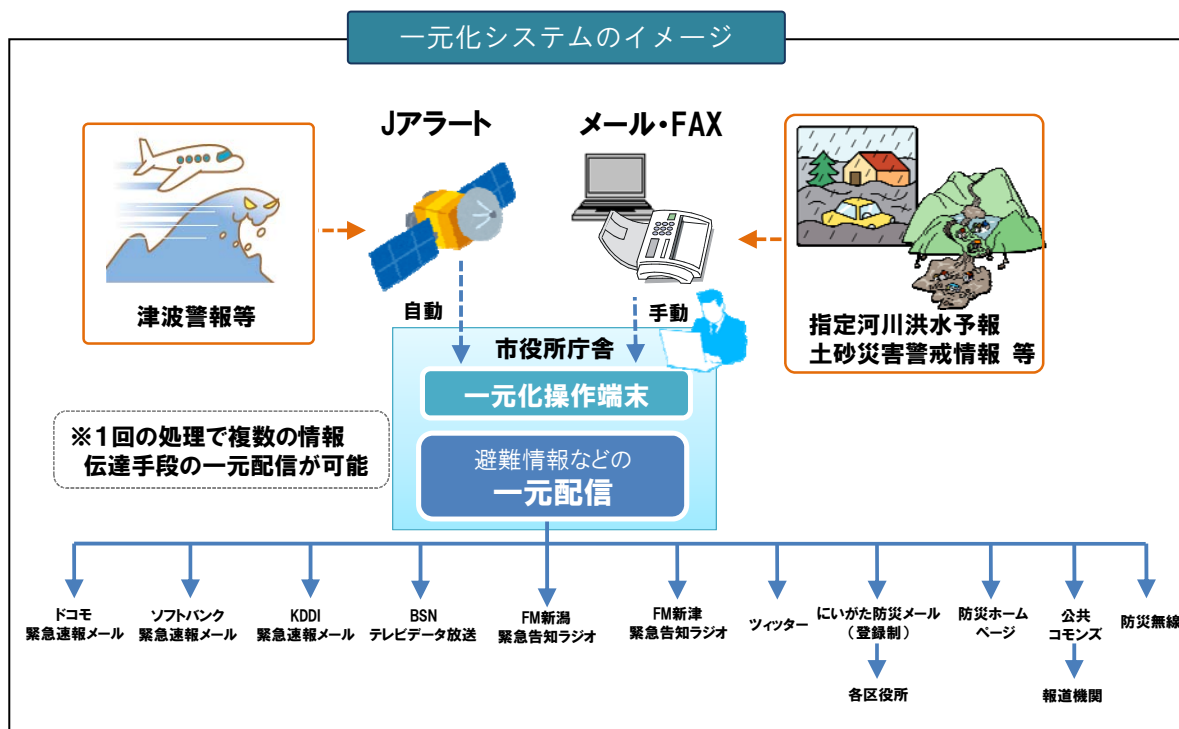 一元化システムのイメージ
Jアラート
メール・FAX
津波警報等
自動
手動
指定河川洪水予報
土砂災害警戒情報 等
市役所庁舎
一元化操作端末
※1回の処理で複数の情報
伝達手段の一元配信が可能
避難情報などの
一元配信
ドコモ
緊急速報メール
ソフトバンク
緊急速報メール
KDDI
緊急速報メール
BSN
テレビデータ放送
FM新潟
緊急告知ラジオ
FM新津
緊急告知ラジオ
ツィッター
にいがた防災メール
(登録制)
防災ホーム
ページ
公共
コモンズ
防災無線
各区役所
報道機関